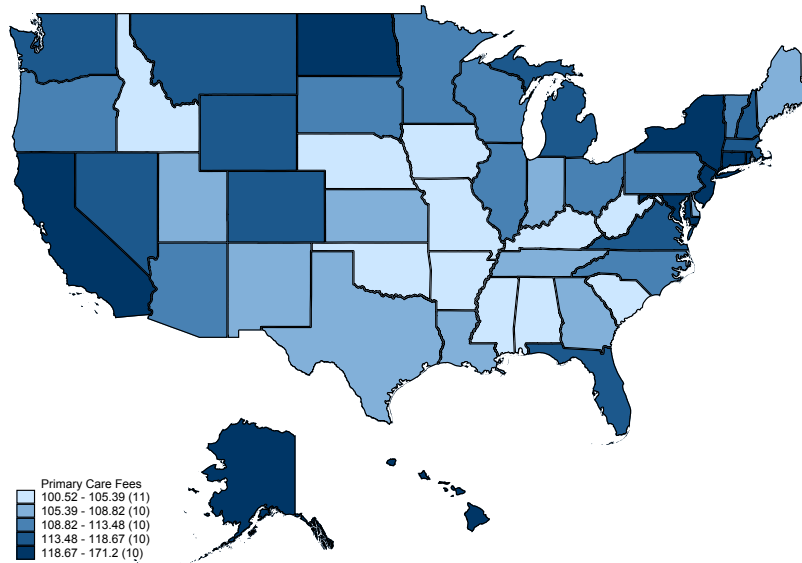 Primary Care Fees
100.52 - 105.39 (11)
105.39 - 108.82 (10)
108.82 - 113.48 (10)
113.48 - 118.67 (10)
118.67 - 171.2 (10)